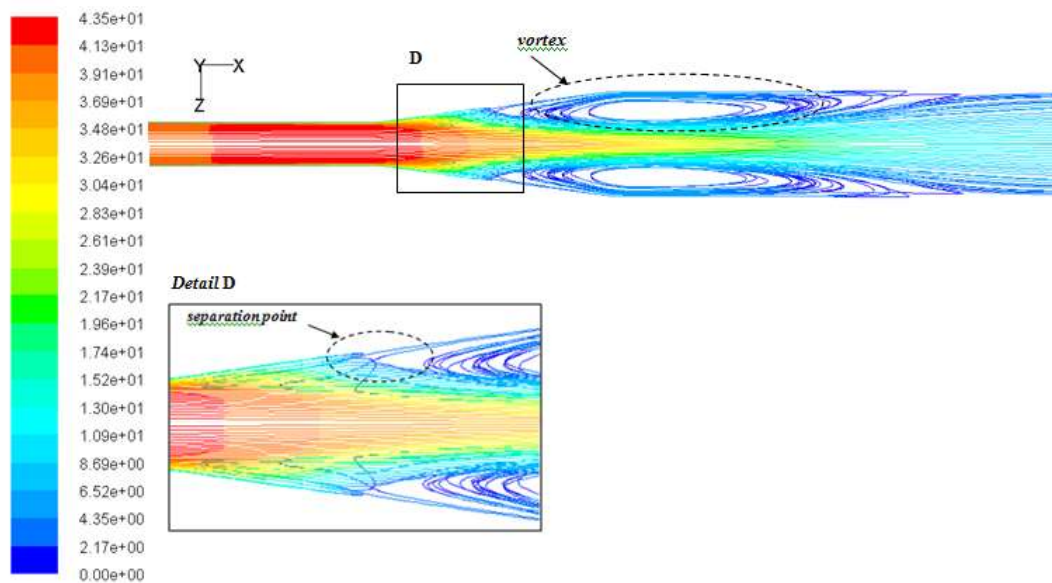 4.35e+01
4.13e+01
3.91e+01
3.69e+01
3.48e+01
3.26e+01
3.04e+01
2.83e+01
2.61e+01
2.39e+01
2.17e+01
1.96e+01
1.74e+01
1.52e+01
1.30e+01
1.09e+01
8.69e+00
6.52e+00
4.35e+00
2.17e+00
0.00e+00
Y X
Z
D
vortex
Detail D
separation point